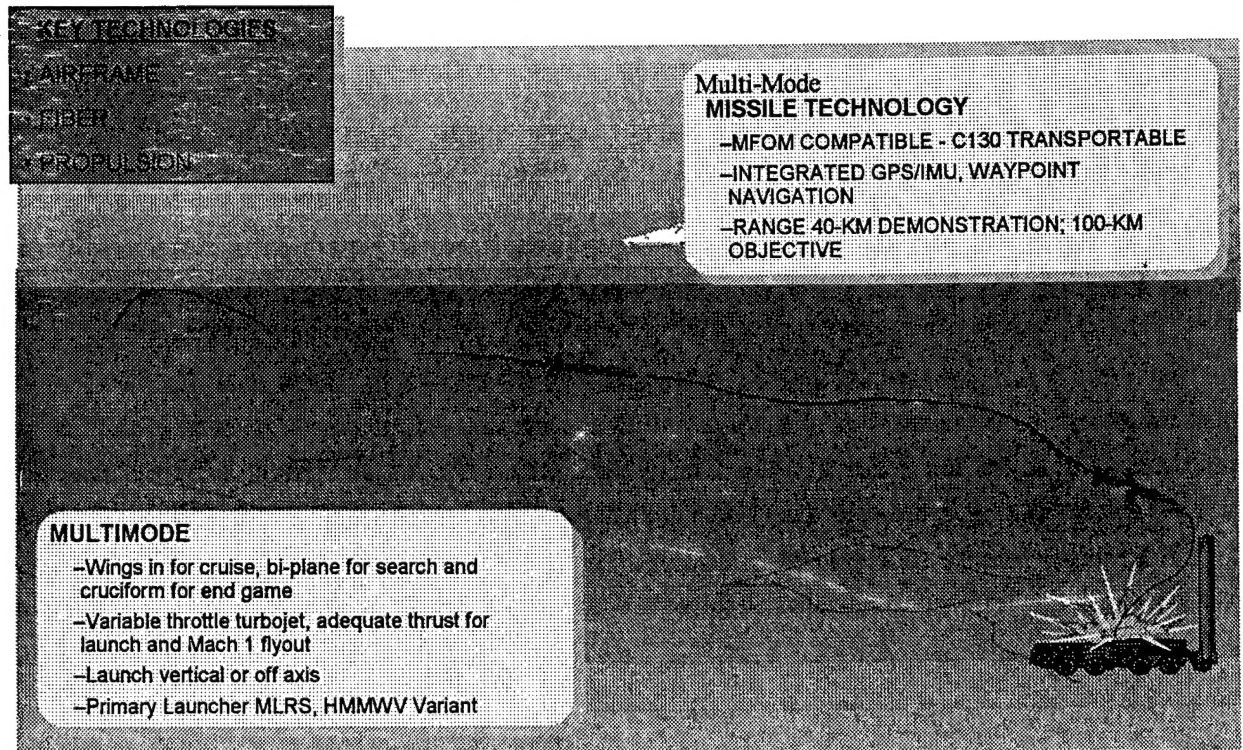 KEY TECHNOLOGIES
• AIRFRAME
• FIBER
• PROPULSION
Multi-Mode
MISSILE TECHNOLOGY
–MFOM COMPATIBLE - C130 TRANSPORTABLE
–INTEGRATED GPS/IMU, WAYPOINT
NAVIGATION
–RANGE 40-KM DEMONSTRATION; 100-KM
OBJECTIVE
MULTIMODE
–Wings in for cruise, bi-plane for search and
cruciform for end game
–Variable throttle turbojet, adequate thrust for
launch and Mach 1 flyout
–Launch vertical or off axis
–Primary Launcher MLRS, HMMWV Variant